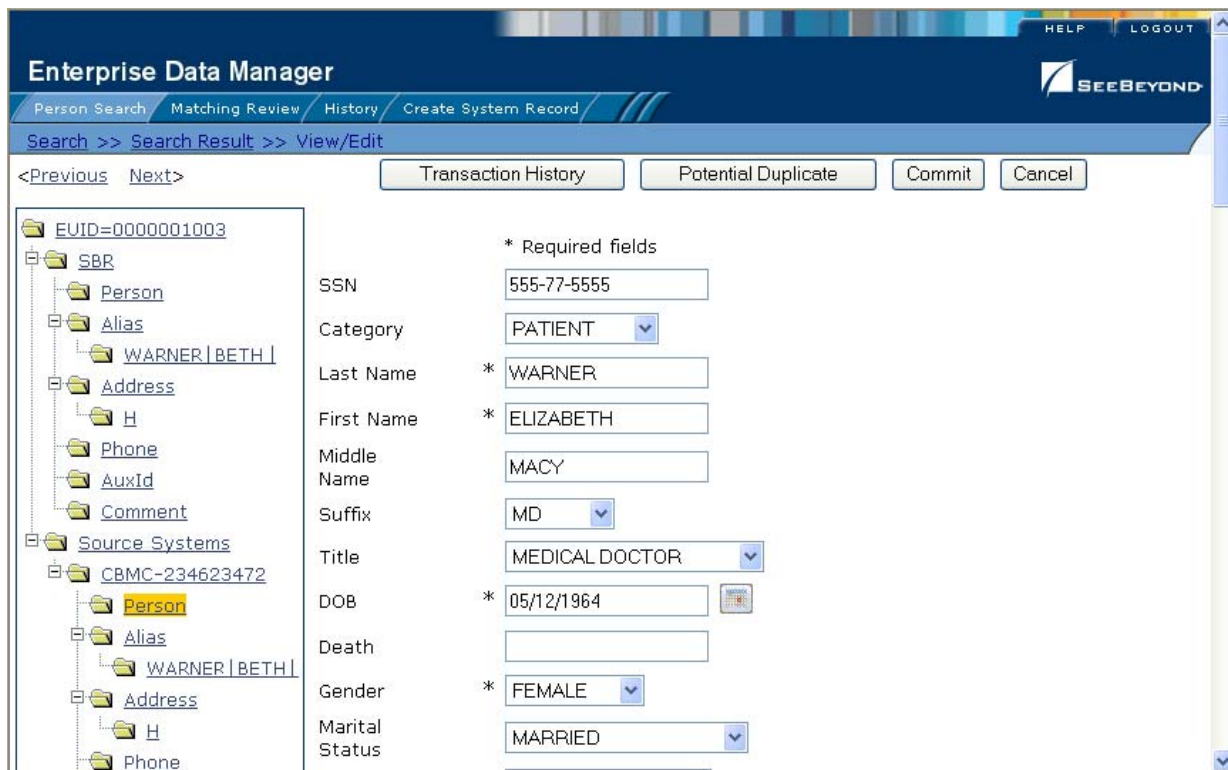 HELP LOGOUT
Enterprise Data Manager
SEEBEYOND
Person Search Matching Review History Create System Record
Search >> Search Result >> View/Edit
<Previous Next> Transaction History Potential Duplicate Commit Cancel
EUID=0000001003
SBR
Person
Alias
WARNER|BETH|
Address
H
Phone
AuxId
Comment
Source Systems
CBMC-234623472
Person
Alias
WARNER|BETH|
Address
H
Phone
* Required fields
SSN 555-77-5555
Category PATIENT
Last Name * WARNER
First Name * ELIZABETH
Middle
Name MACY
Suffix MD
Title MEDICAL DOCTOR
DOB * 05/12/1964
Death
Gender * FEMALE
Marital
Status MARRIED